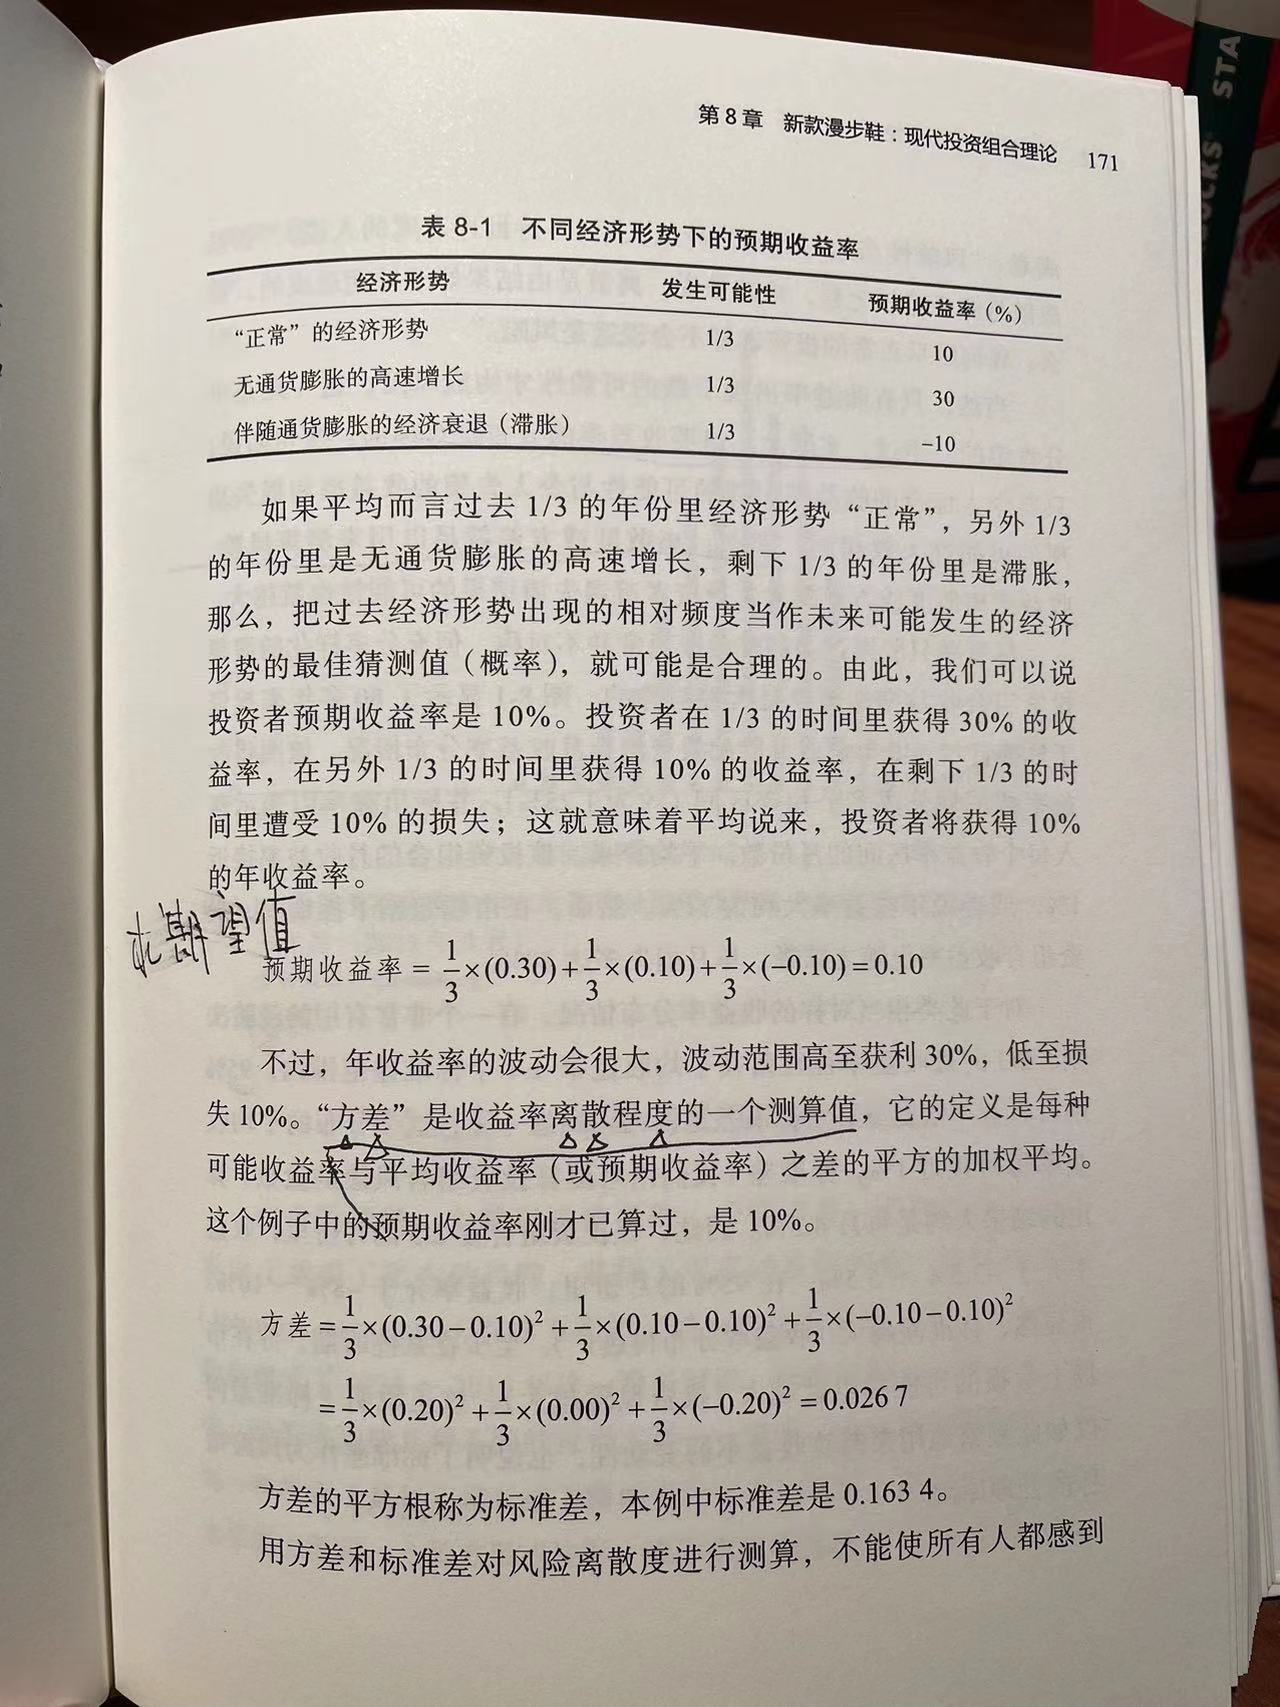 第 8 章 新款漫步鞋：现代投资组合理论 171
表 8-1 不同经济形势下的预期收益率
经济形势 发生可能性 预期收益率（%）
“正常”的经济形势 1/3 10
无通货膨胀的高速增长 1/3 30
伴随通货膨胀的经济衰退（滞胀） 1/3 –10
如果平均而言过去 1/3 的年份里经济形势“正常”，另外 1/3
的年份里是无通货膨胀的高速增长，剩下 1/3 的年份里是滞胀，
那么，把过去经济形势出现的相对频度当作未来可能发生的经济
形势的最佳猜测值（概率），就可能是合理的。由此，我们可以说
投资者预期收益率是 10%。投资者在 1/3 的时间里获得 30% 的收
益率，在另外 1/3 的时间里获得 10% 的收益率，在剩下 1/3 的时
间里遭受 10% 的损失；这就意味着平均说来，投资者将获得 10%
的年收益率。
求期望值
预期收益率 = 1/3×(0.30)+1/3×(0.10)+1/3×(−0.10)=0.10
不过，年收益率的波动会很大，波动范围高至获利 30%，低至损
失 10%。“方差”是收益率离散程度的一个测算值，它的定义是每种
可能收益率与平均收益率（或预期收益率）之差的平方的加权平均。
这个例子中的预期收益率刚才已算过，是 10%。
方差=1/3×(0.30−0.10)²+1/3×(0.10−0.10)²+1/3×(−0.10−0.10)²
=1/3×(0.20)²+1/3×(0.00)²+1/3×(−0.20)²=0.026 7
方差的平方根称为标准差，本例中标准差是 0.163 4。
用方差和标准差对风险离散度进行测算，不能使所有人都感到
STA